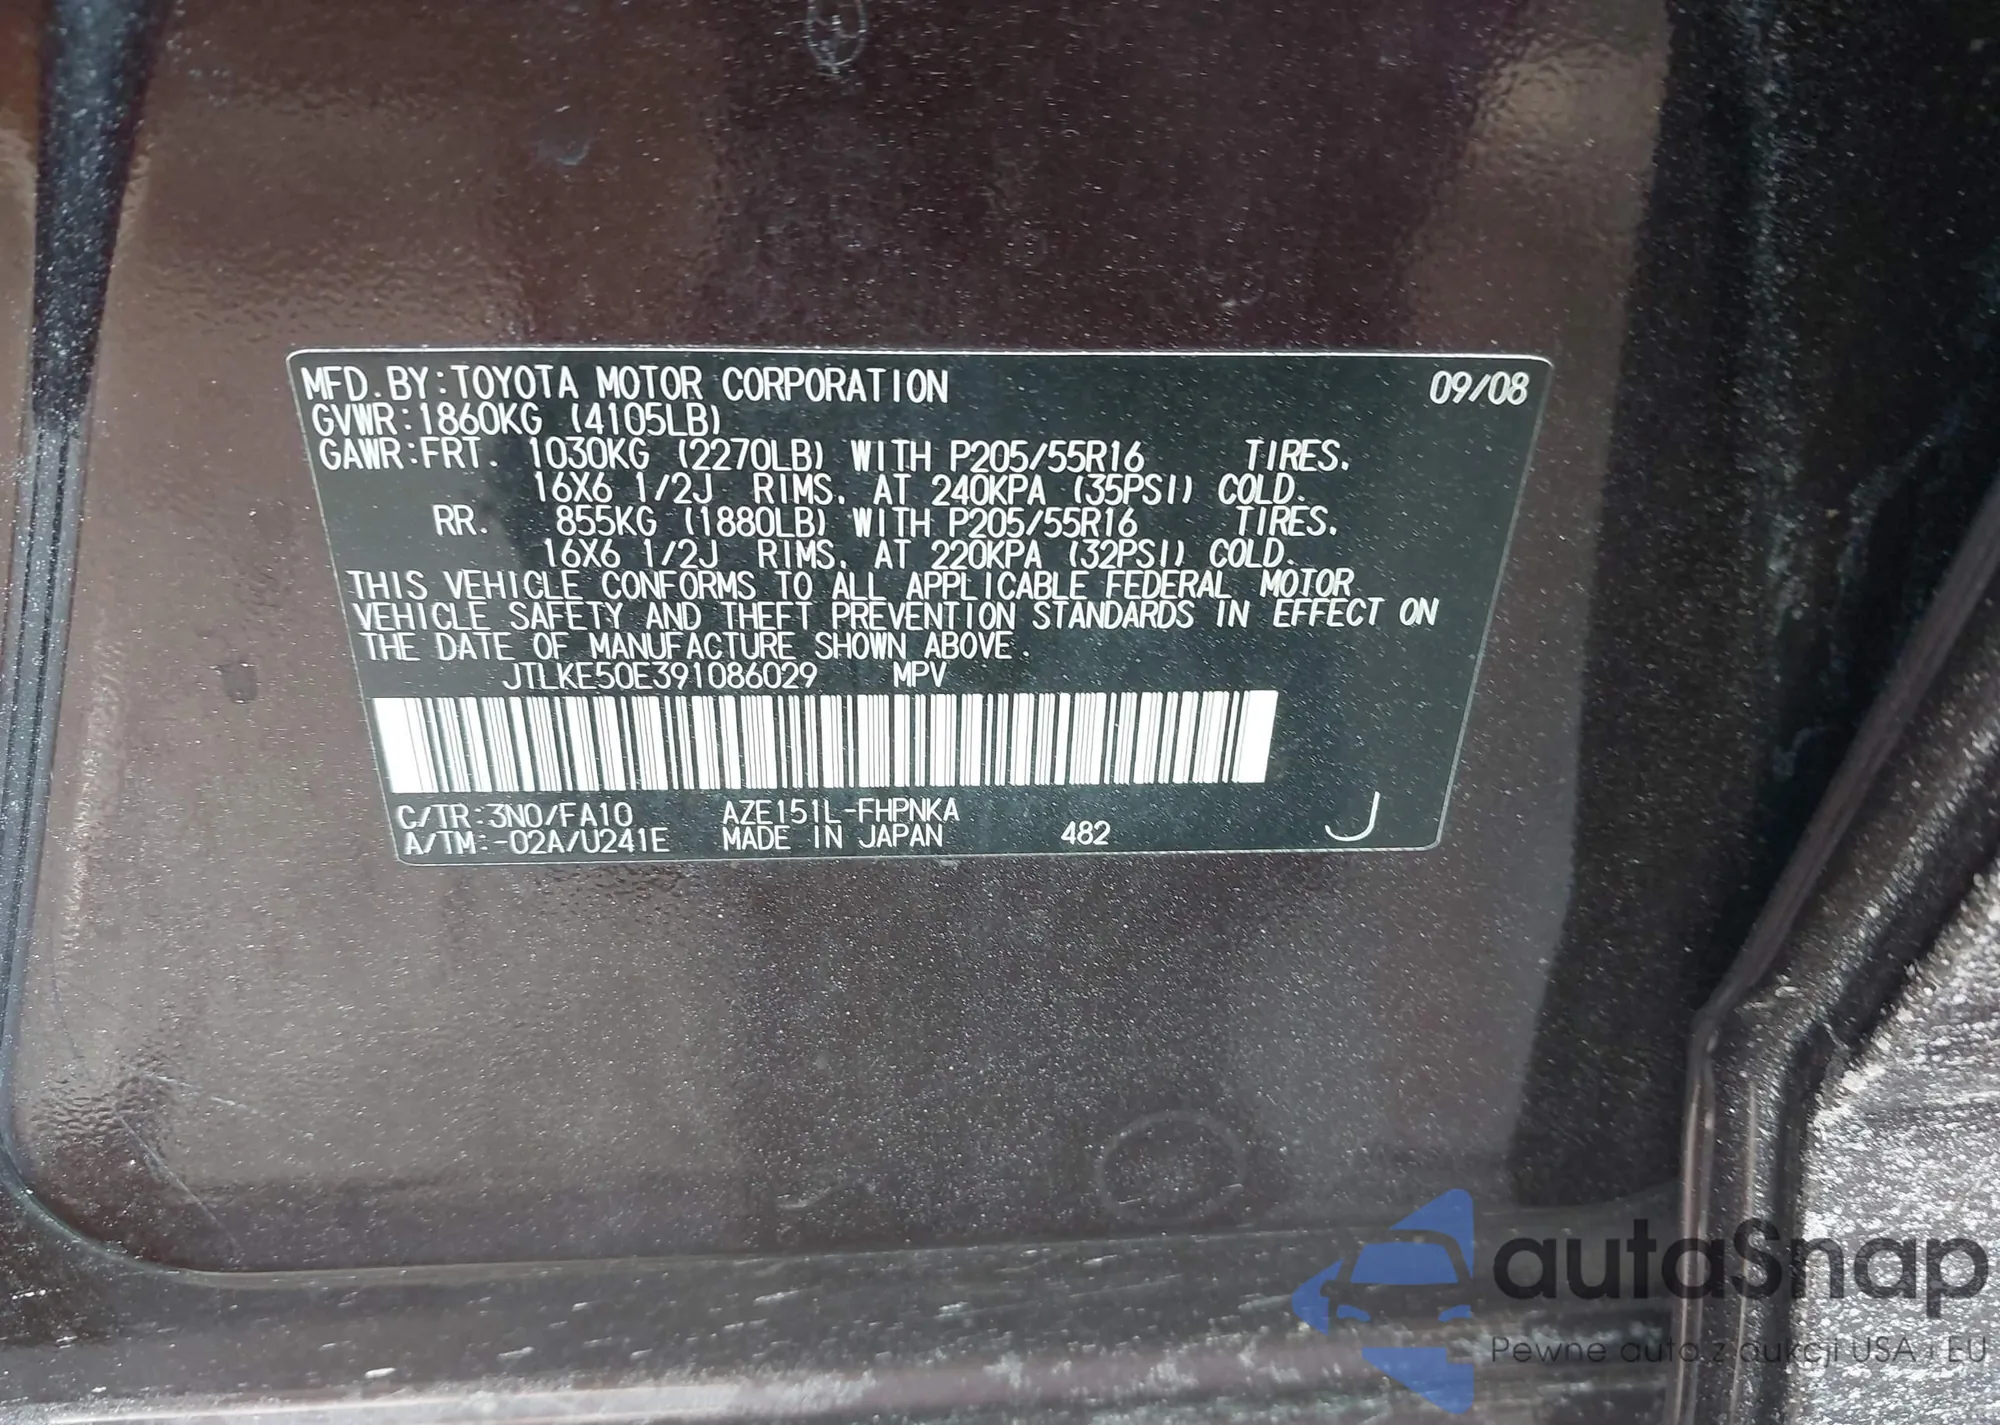 MFD. BY: TOYOTA MOTOR CORPORATION 09/08
GVWR: 1860KG (4105LB)
GAWR: FRT. 1030KG (2270LB) WITH P205/55R16 TIRES.
16X6 1/2J RIMS. AT 240KPA (35PSI) COLD.
RR. 855KG (1880LB) WITH P205/55R16 TIRES.
16X6 1/2J RIMS. AT 220KPA (32PSI) COLD.
THIS VEHICLE CONFORMS TO ALL APPLICABLE FEDERAL MOTOR
VEHICLE SAFETY AND THEFT PREVENTION STANDARDS IN EFFECT ON
THE DATE OF MANUFACTURE SHOWN ABOVE.
JTLKE50E391086029 MPV
C/TR: 3N0/FA10 AZE151L-FHPNKA
A/TM: -02A/U241E MADE IN JAPAN 482 J
autoSnap
Pewne auto z aukcji USA i EU